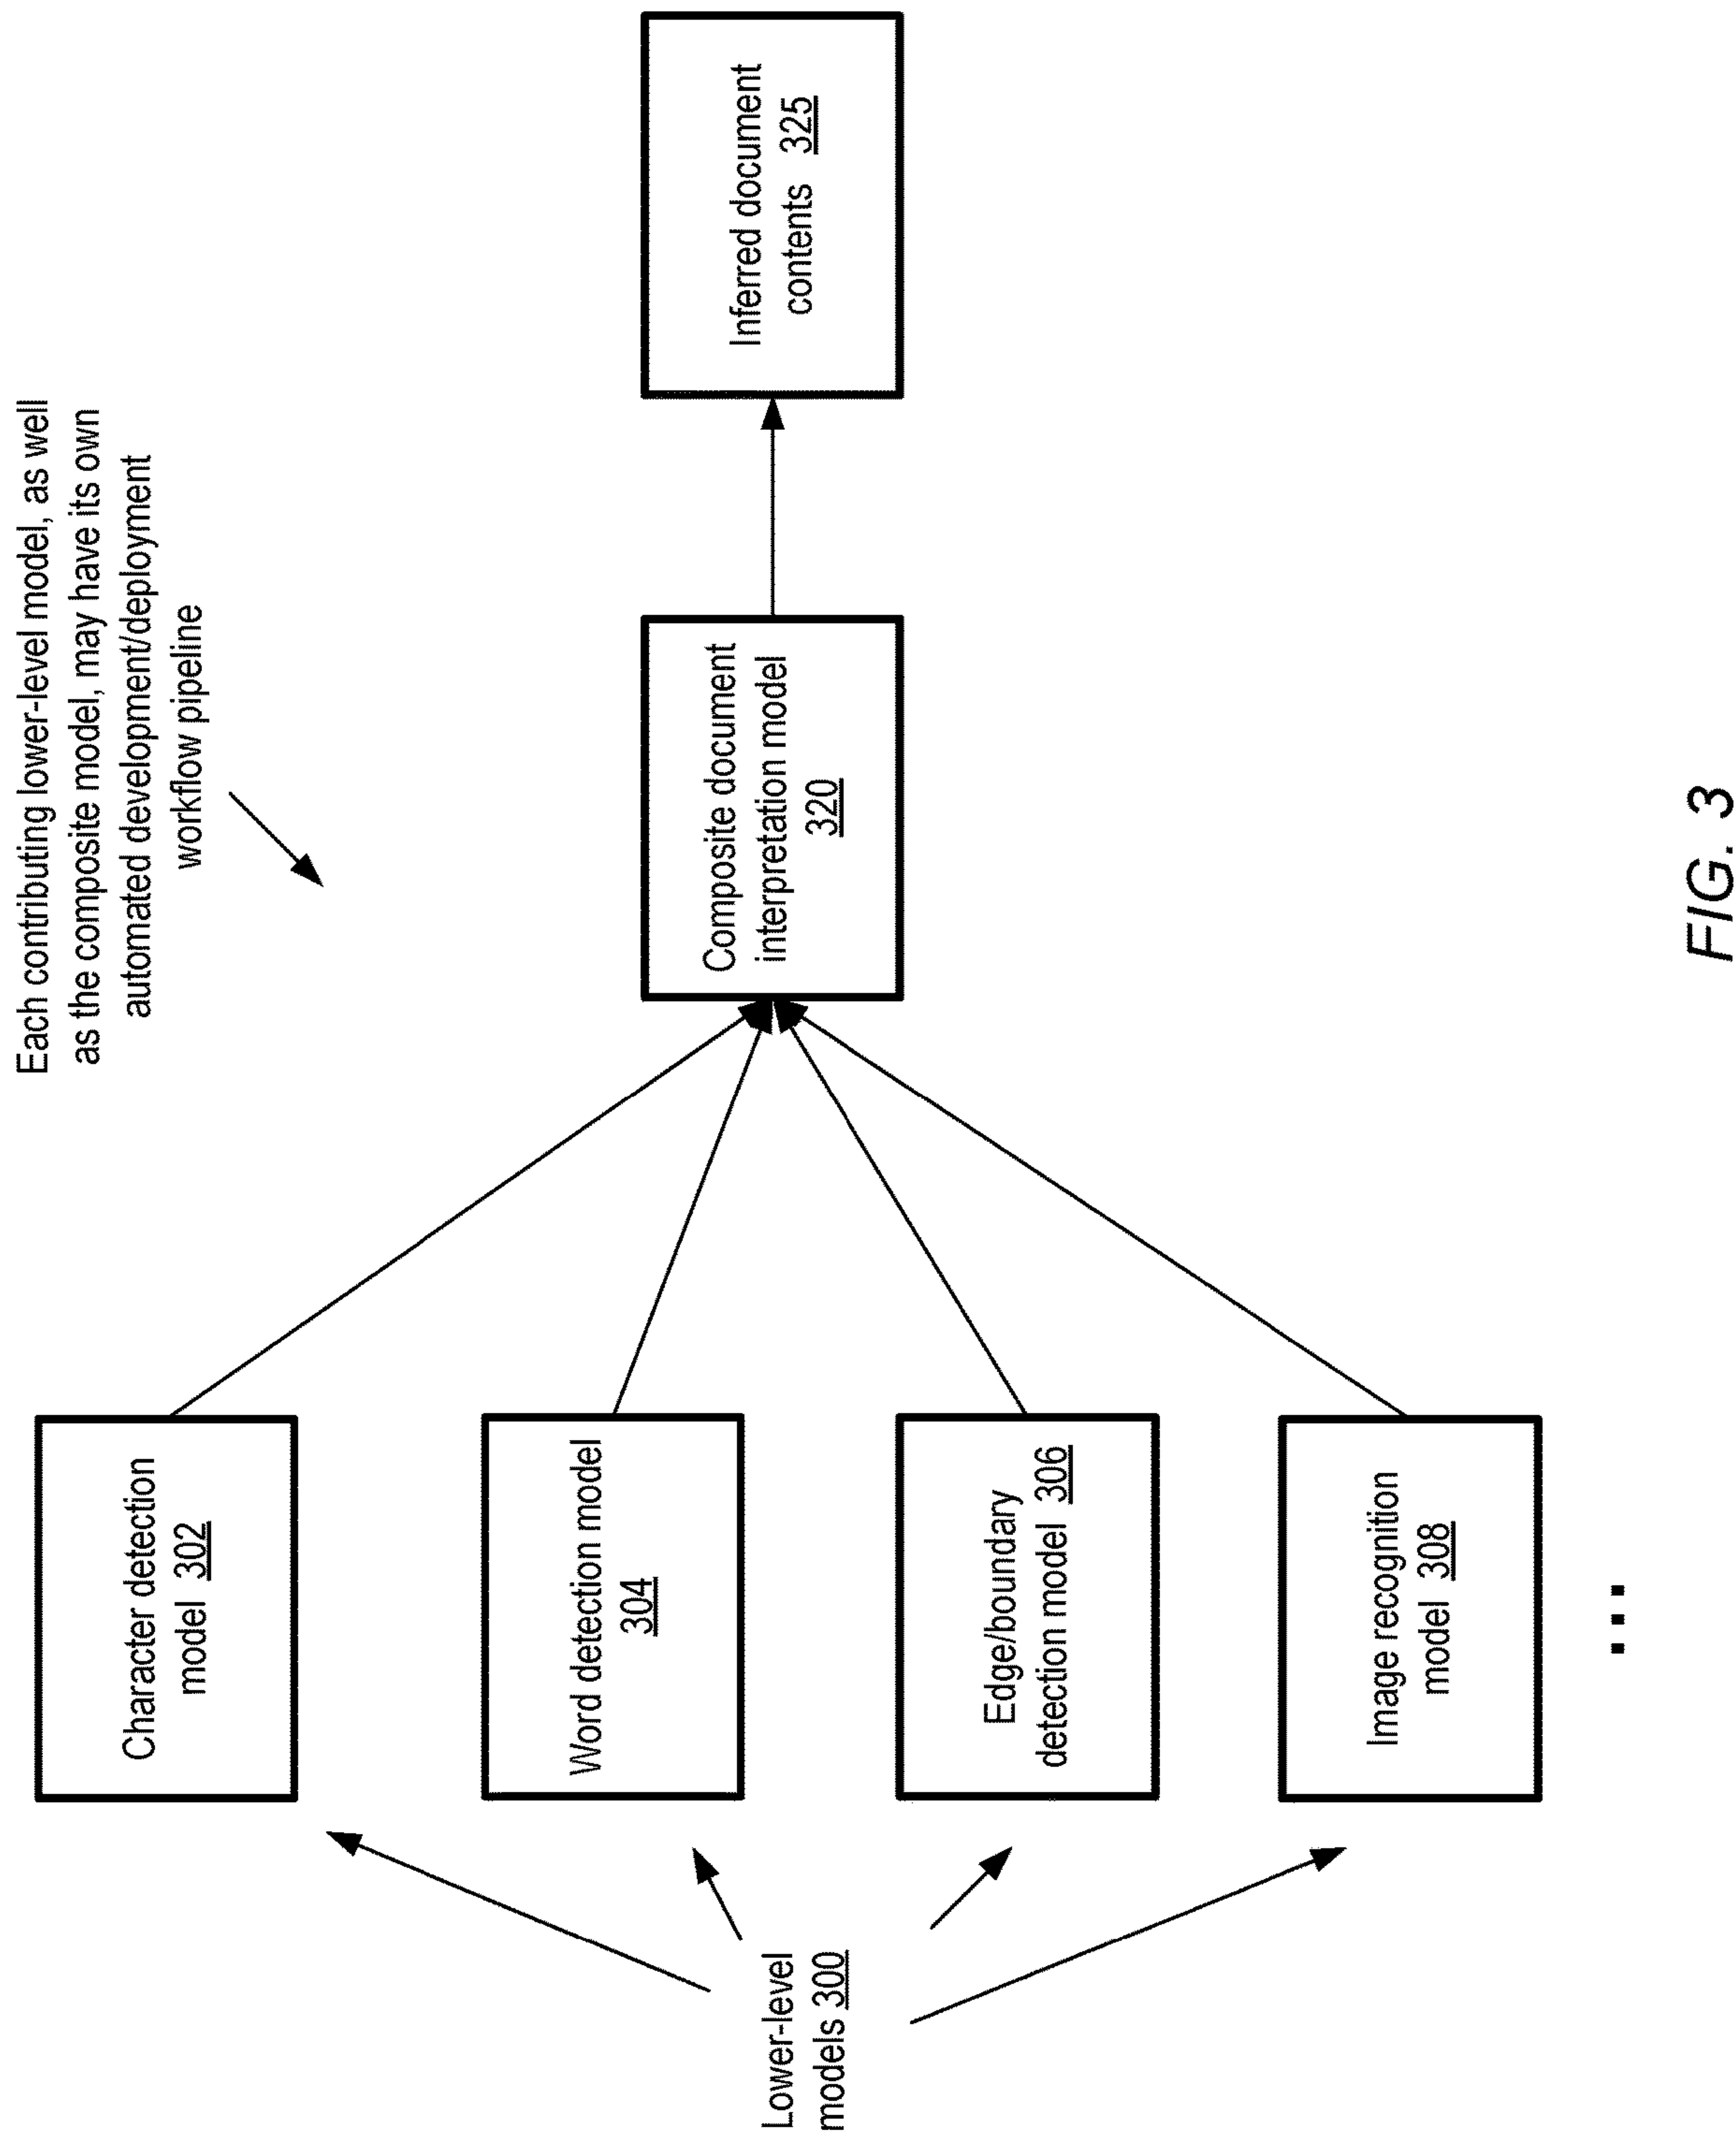 Each contributing lower-level model, as well
as the composite model, may have its own
automated development/deployment
workflow pipeline
Lower-level
models 300
Character detection
model 302
Word detection model
304
Edge/boundary
detection model 306
Image recognition
model 308
...
Composite document
interpretation model
320
Inferred document
contents 325
FIG. 3